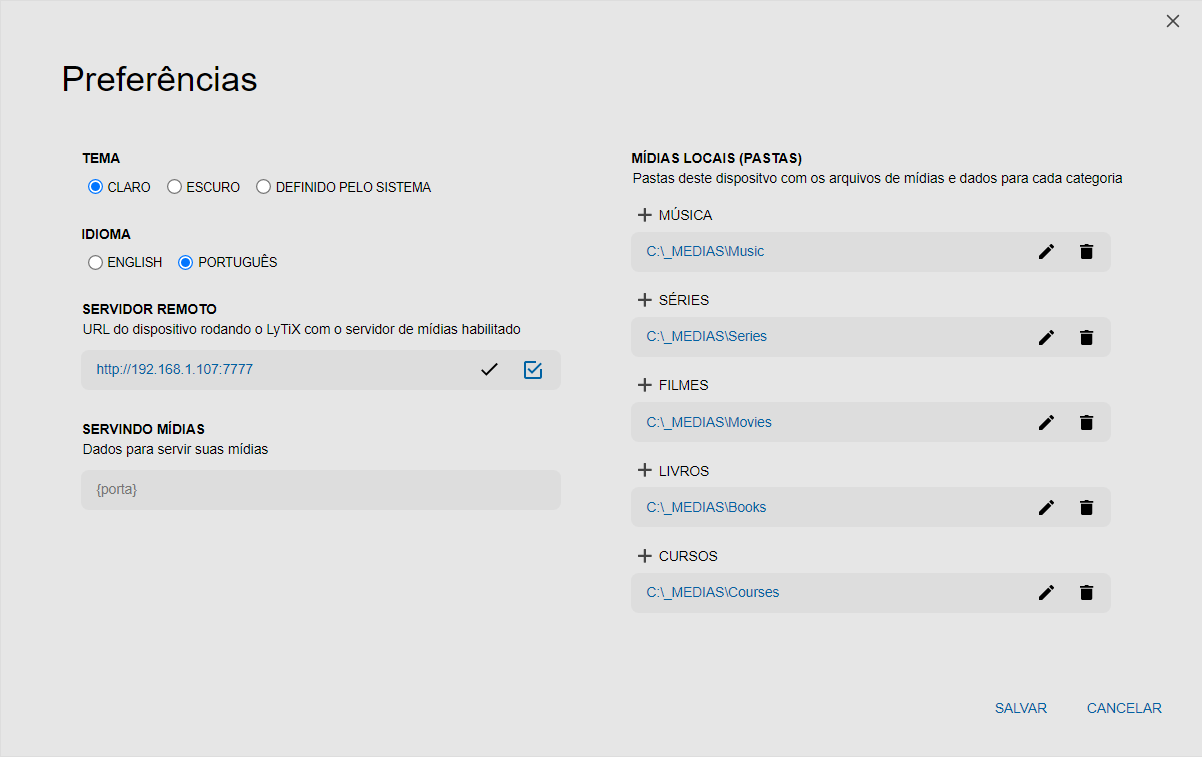 Preferências
TEMA
CLARO ESCURO DEFINIDO PELO SISTEMA
IDIOMA
ENGLISH PORTUGUÊS
SERVIDOR REMOTO
URL do dispositivo rodando o LyTiX com o servidor de mídias habilitado
http://192.168.1.107:7777
SERVINDO MÍDIAS
Dados para servir suas mídias
{porta}
MÍDIAS LOCAIS (PASTAS)
Pastas deste dispositvo com os arquivos de mídias e dados para cada categoria
MÚSICA
C:\_MEDIAS\Music
SÉRIES
C:\_MEDIAS\Series
FILMES
C:\_MEDIAS\Movies
LIVROS
C:\_MEDIAS\Books
CURSOS
C:\_MEDIAS\Courses
SALVAR CANCELAR